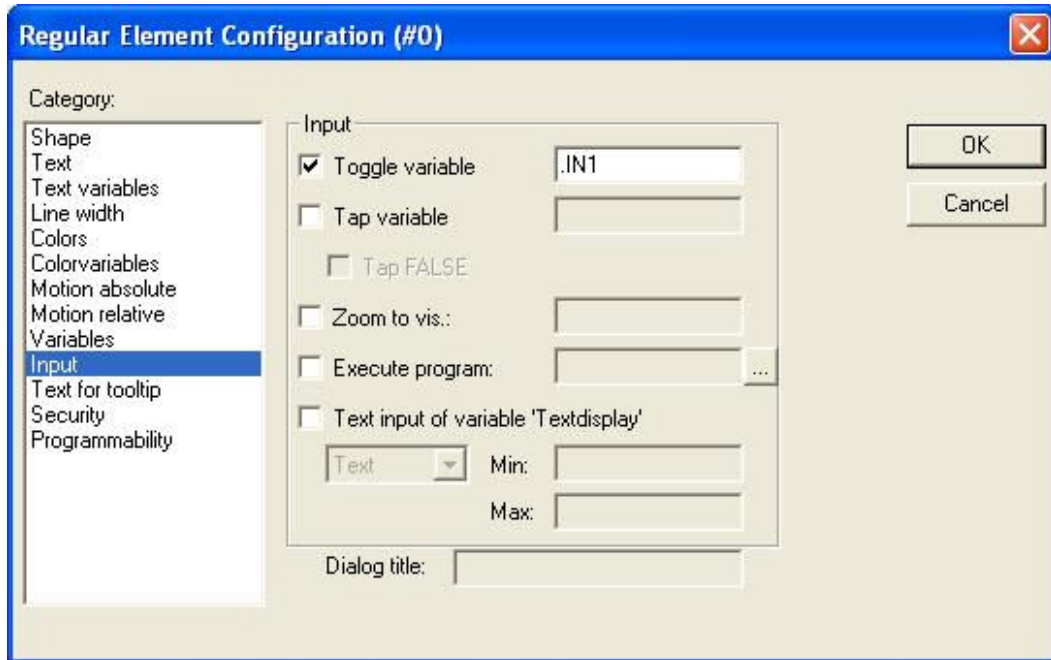 Regular Element Configuration (#0)
Category:
Shape
Text
Text variables
Line width
Colors
Colorvariables
Motion absolute
Motion relative
Variables
Input
Text for tooltip
Security
Programmability
Input
Toggle variable .IN1
Tap variable
Tap FALSE
Zoom to vis.:
Execute program: ...
Text input of variable 'Textdisplay'
Text Min:
Max:
Dialog title:
OK
Cancel